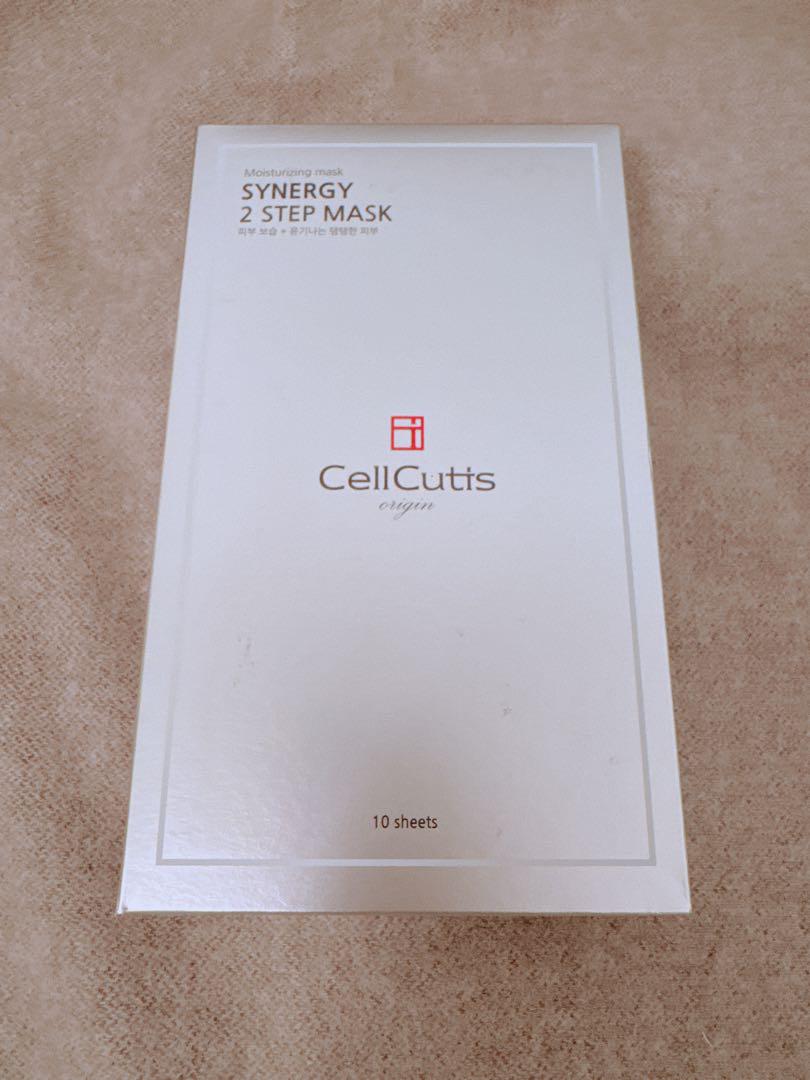 Moisturizing mask
SYNERGY
2 STEP MASK
피부 보습 + 윤기나는 탱탱한 피부
CellCutis
origin
10 sheets